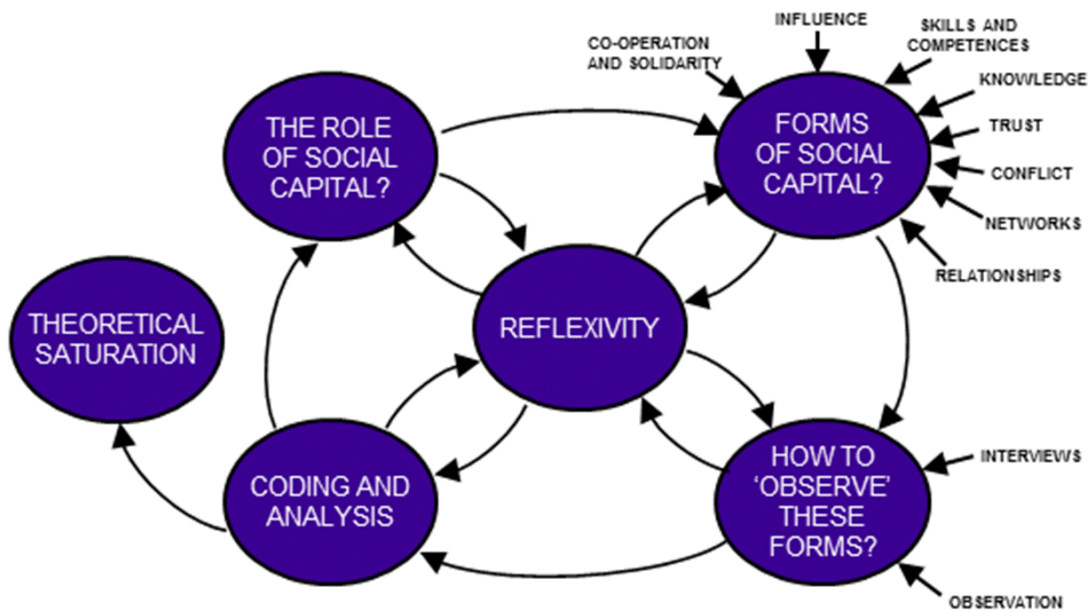 INFLUENCE
SKILLS AND
COMPETENCES
CO-OPERATION
AND SOLIDARITY
KNOWLEDGE
TRUST
CONFLICT
NETWORKS
RELATIONSHIPS
THE ROLE
OF SOCIAL
CAPITAL?
FORMS
OF SOCIAL
CAPITAL?
REFLEXIVITY
THEORETICAL
SATURATION
CODING AND
ANALYSIS
HOW TO
‘OBSERVE’
THESE
FORMS?
INTERVIEWS
OBSERVATION